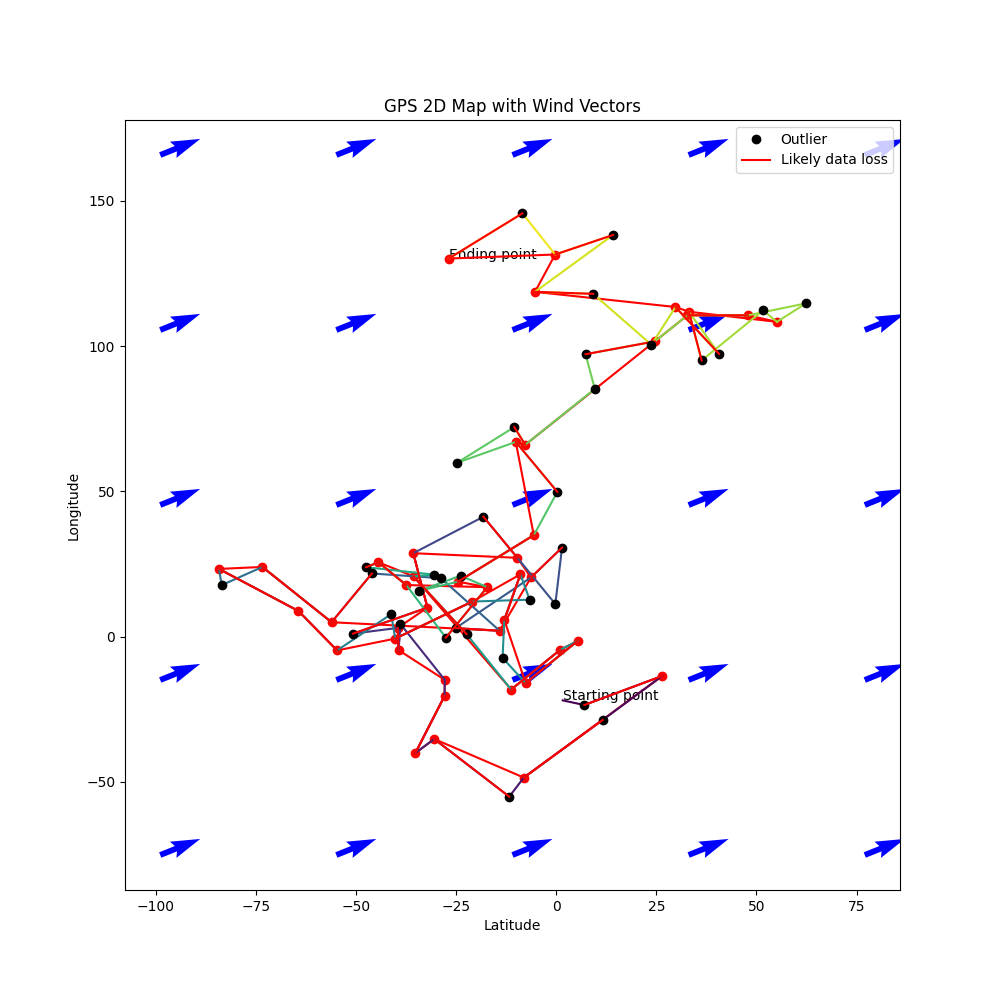 GPS 2D Map with Wind Vectors
Outlier
Likely data loss
Ending point
Starting point
150
100
50
0
−50
Longitude
−100
−75
−50
−25
0
25
50
75
Latitude